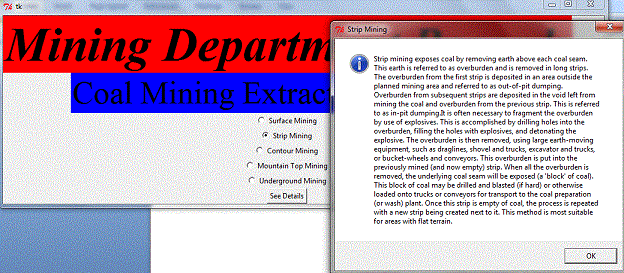 tk
Mining Departm
Coal Mining Extrac
Surface Mining
Strip Mining
Contour Mining
Mountain Top Mining
Underground Mining
See Details
Strip Mining
Strip mining exposes coal by removing earth above each coal seam.
This earth is referred to as overburden and is removed in long strips.
The overburden from the first strip is deposited in an area outside the
planned mining area and referred to as out-of-pit dumping.
Overburden from subsequent strips are deposited in the void left from
mining the coal and overburden from the previous strip. This is referred
to as in-pit dumping.It is often necessary to fragment the overburden
by use of explosives. This is accomplished by drilling holes into the
overburden, filling the holes with explosives, and detonating the
explosive. The overburden is then removed, using large earth-moving
equipment, such as draglines, shovel and trucks, excavator and trucks,
or bucket-wheels and conveyors. This overburden is put into the
previously mined (and now empty) strip. When all the overburden is
removed, the underlying coal seam will be exposed (a 'block' of coal).
This block of coal may be drilled and blasted (if hard) or otherwise
loaded onto trucks or conveyors for transport to the coal preparation
(or wash) plant. Once this strip is empty of coal, the process is repeated
with a new strip being created next to it. This method is most suitable
for areas with flat terrain.
OK